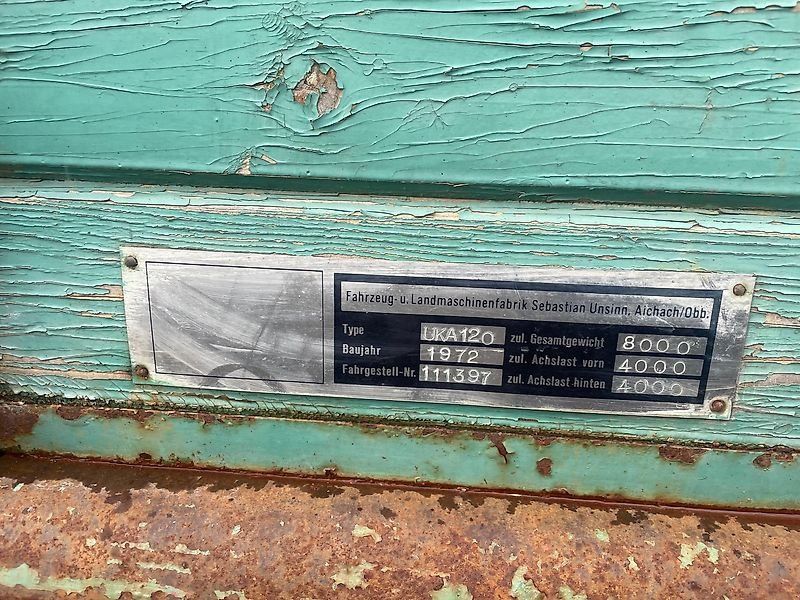 Fahrzeug- u. Landmaschinenfabrik Sebastian Unsinn, Aichach/Obb.
Type UKA120 zul. Gesamtgewicht 8000
Baujahr 1972 zul. Achslast vorn 4000
Fahrgestell-Nr. 111397 zul. Achslast hinten 4000